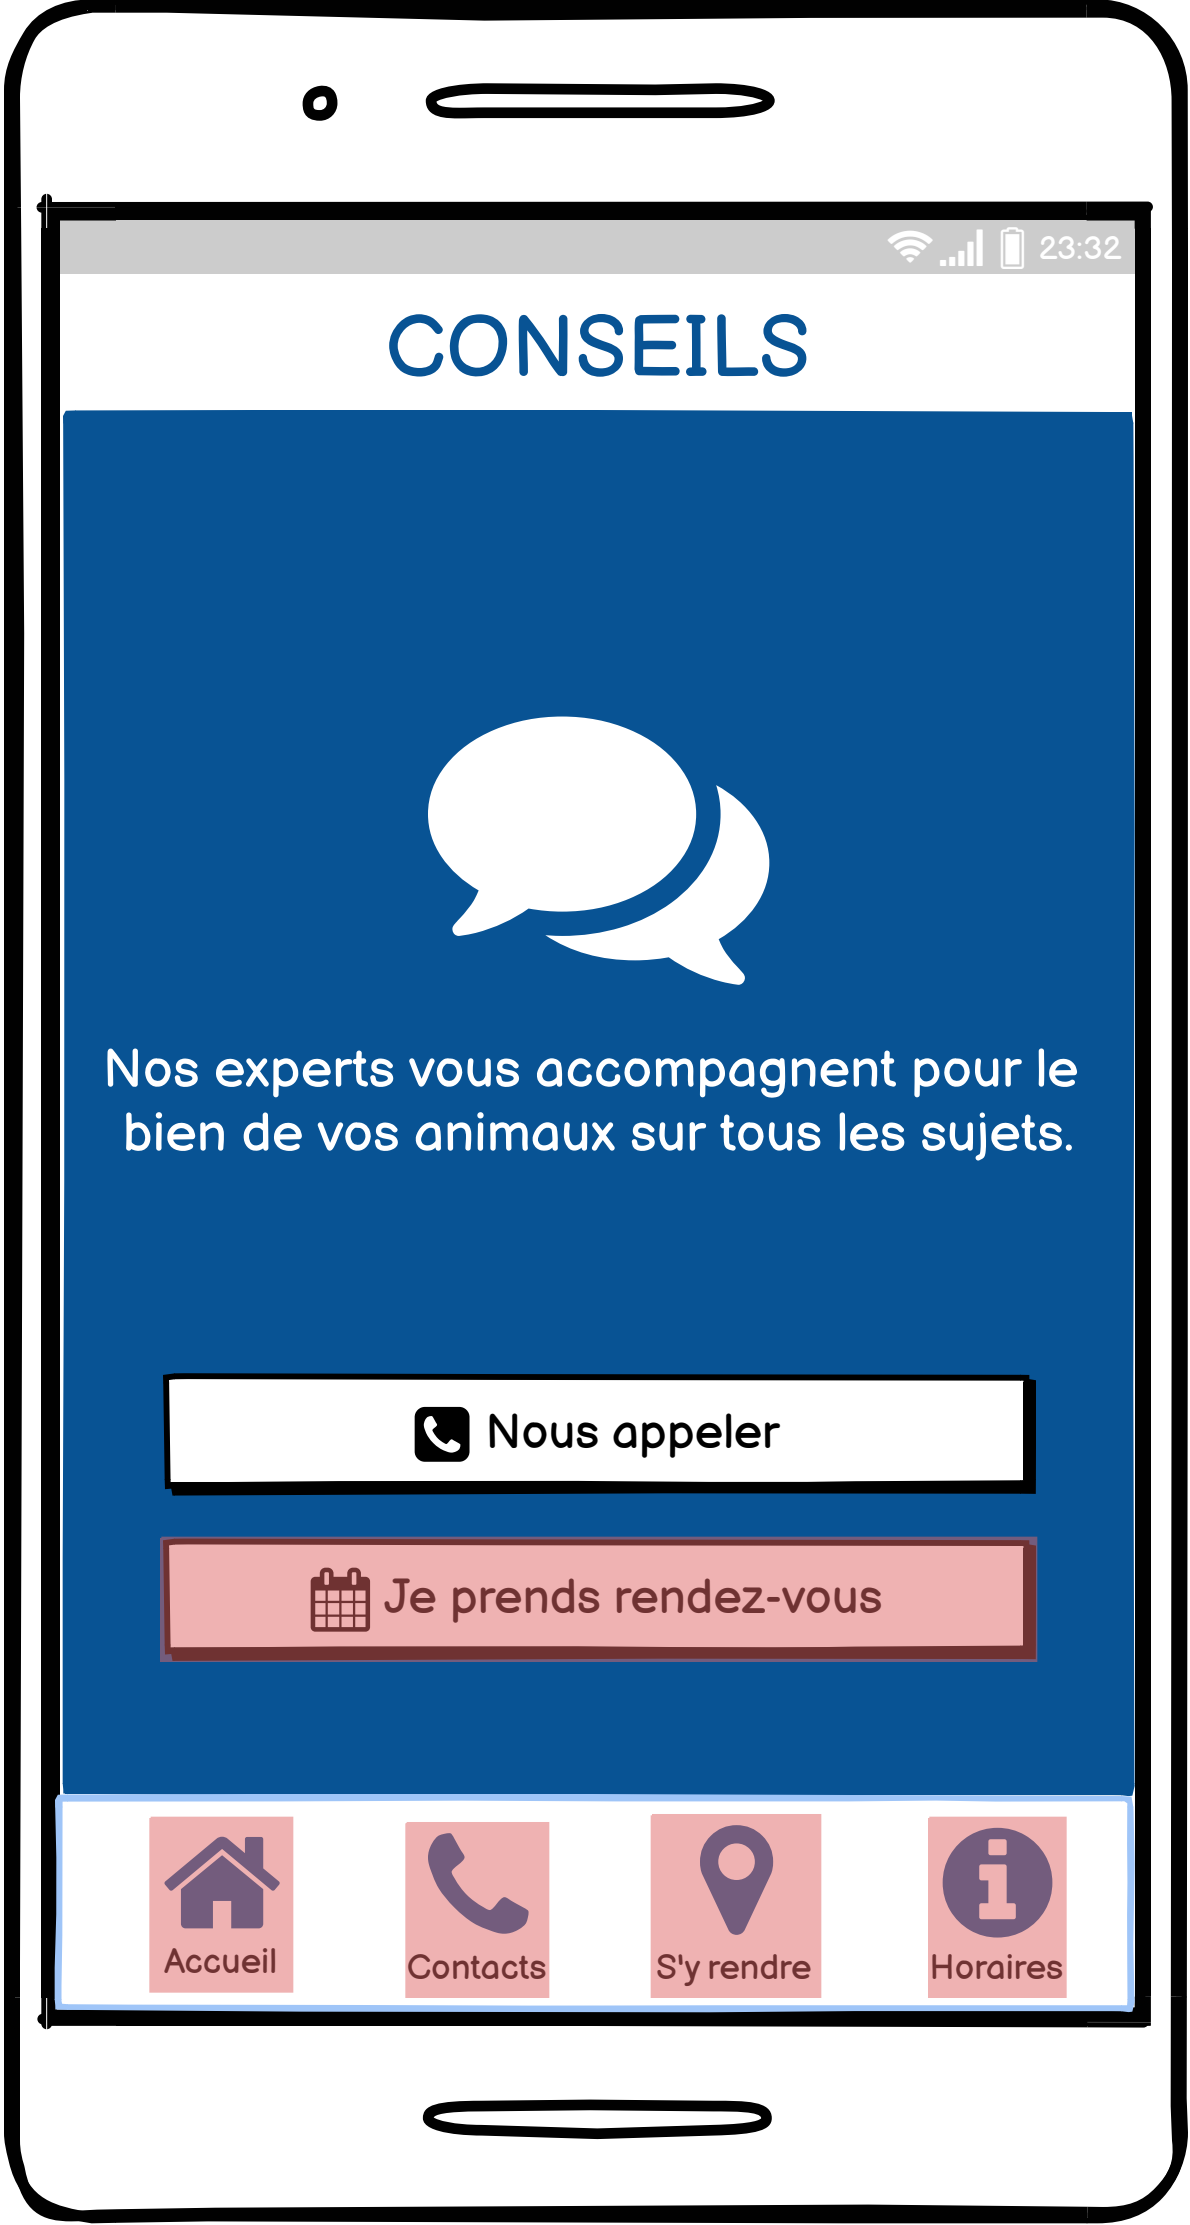 23:32
CONSEILS
Nos experts vous accompagnent pour le
bien de vos animaux sur tous les sujets.
Nous appeler
Je prends rendez-vous
Accueil
Contacts
S'y rendre
Horaires